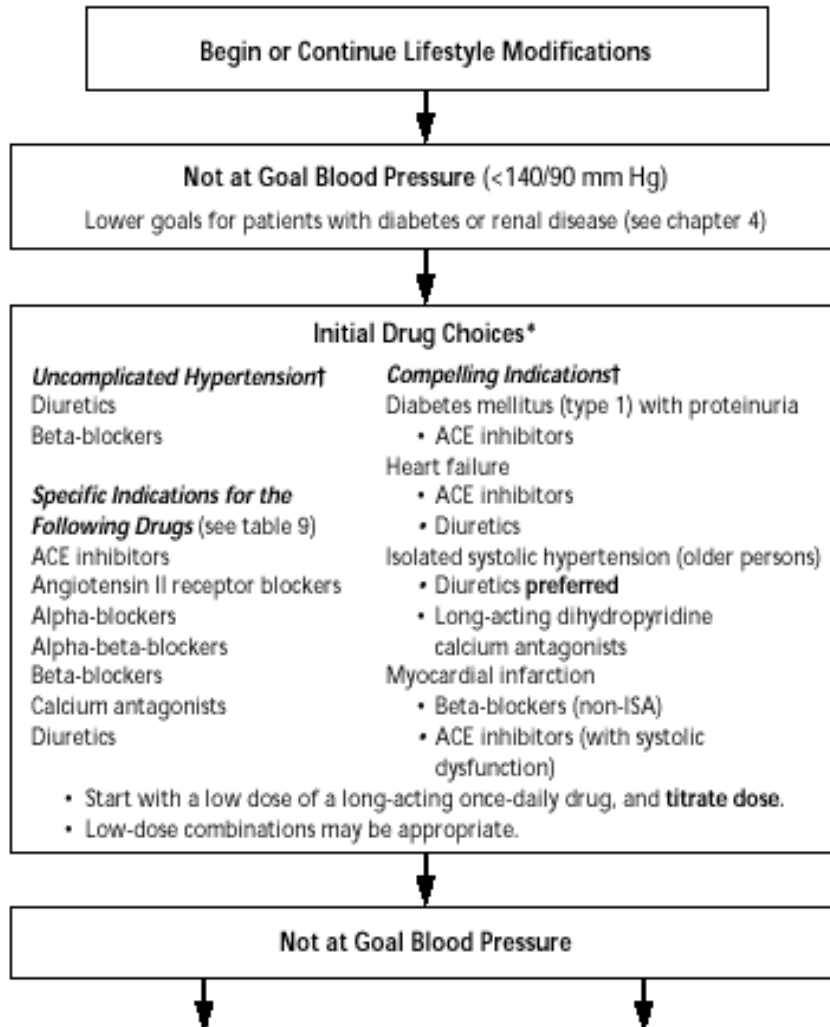 Begin or Continue Lifestyle Modifications
Not at Goal Blood Pressure (<140/90 mm Hg)
Lower goals for patients with diabetes or renal disease (see chapter 4)
Initial Drug Choices*
Uncomplicated Hypertension†
Diuretics
Beta-blockers
Specific Indications for the
Following Drugs (see table 9)
ACE inhibitors
Angiotensin II receptor blockers
Alpha-blockers
Alpha-beta-blockers
Beta-blockers
Calcium antagonists
Diuretics
Compelling Indications†
Diabetes mellitus (type 1) with proteinuria
• ACE inhibitors
Heart failure
• ACE inhibitors
• Diuretics
Isolated systolic hypertension (older persons)
• Diuretics preferred
• Long-acting dihydropyridine
calcium antagonists
Myocardial infarction
• Beta-blockers (non-ISA)
• ACE inhibitors (with systolic
dysfunction)
• Start with a low dose of a long-acting once-daily drug, and titrate dose.
• Low-dose combinations may be appropriate.
Not at Goal Blood Pressure